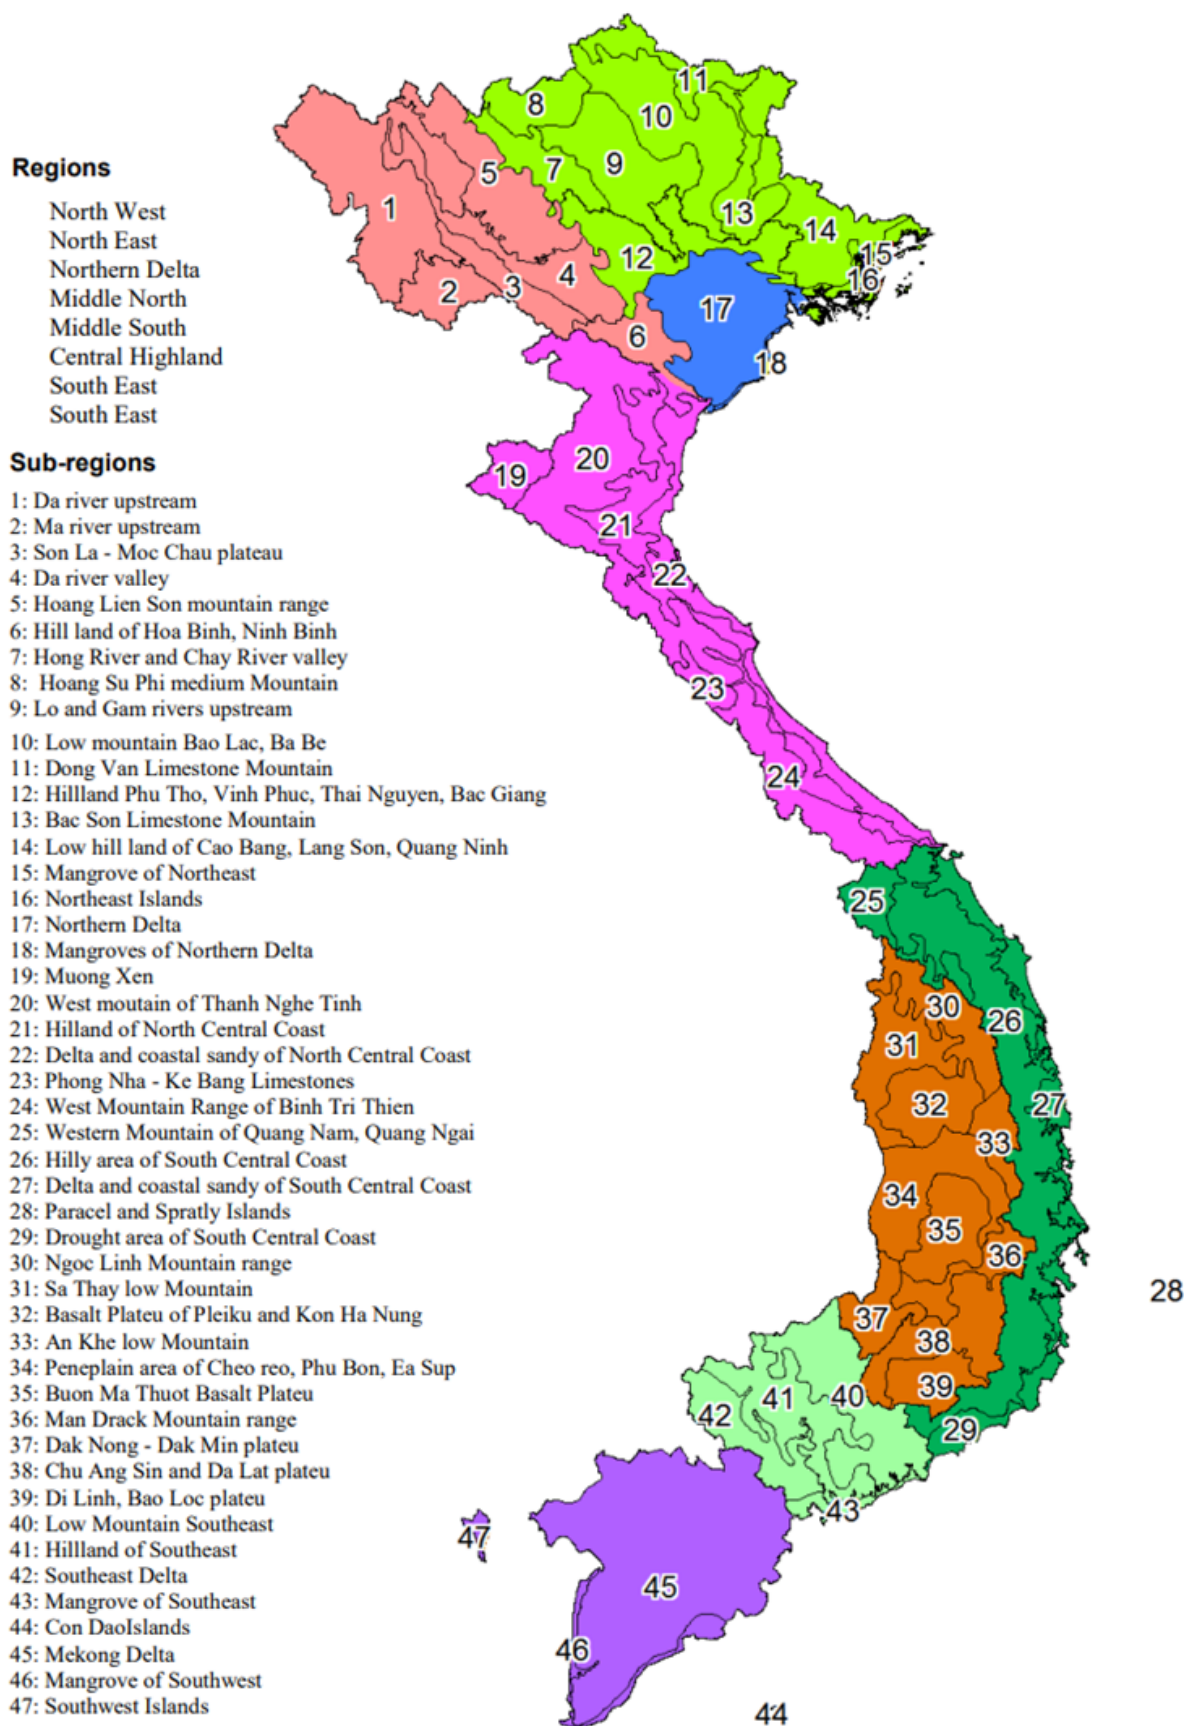 Regions
North West
North East
Northern Delta
Middle North
Middle South
Central Highland
South East
South East
Sub-regions
1: Da river upstream
2: Ma river upstream
3: Son La - Moc Chau plateau
4: Da river valley
5: Hoang Lien Son mountain range
6: Hill land of Hoa Binh, Ninh Binh
7: Hong River and Chay River valley
8: Hoang Su Phi medium Mountain
9: Lo and Gam rivers upstream
10: Low mountain Bao Lac, Ba Be
11: Dong Van Limestone Mountain
12: Hillland Phu Tho, Vinh Phuc, Thai Nguyen, Bac Giang
13: Bac Son Limestone Mountain
14: Low hill land of Cao Bang, Lang Son, Quang Ninh
15: Mangrove of Northeast
16: Northeast Islands
17: Northern Delta
18: Mangroves of Northern Delta
19: Muong Xen
20: West moutain of Thanh Nghe Tinh
21: Hilland of North Central Coast
22: Delta and coastal sandy of North Central Coast
23: Phong Nha - Ke Bang Limestones
24: West Mountain Range of Binh Tri Thien
25: Western Mountain of Quang Nam, Quang Ngai
26: Hilly area of South Central Coast
27: Delta and coastal sandy of South Central Coast
28: Paracel and Spratly Islands
29: Drought area of South Central Coast
30: Ngoc Linh Mountain range
31: Sa Thay low Mountain
32: Basalt Plateu of Pleiku and Kon Ha Nung
33: An Khe low Mountain
34: Peneplain area of Cheo reo, Phu Bon, Ea Sup
35: Buon Ma Thuot Basalt Plateu
36: Man Drack Mountain range
37: Dak Nong - Dak Min plateu
38: Chu Ang Sin and Da Lat plateu
39: Di Linh, Bao Loc plateu
40: Low Mountain Southeast
41: Hillland of Southeast
42: Southeast Delta
43: Mangrove of Southeast
44: Con DaoIslands
45: Mekong Delta
46: Mangrove of Southwest
47: Southwest Islands
11
8
10
9
7
5
1
13
14
15
16
12
4
3
2
17
6
18
20
19
21
22
23
24
25
30
26
31
32
27
33
34
35
36
28
37
38
39
40
41
42
29
43
47
45
46
44